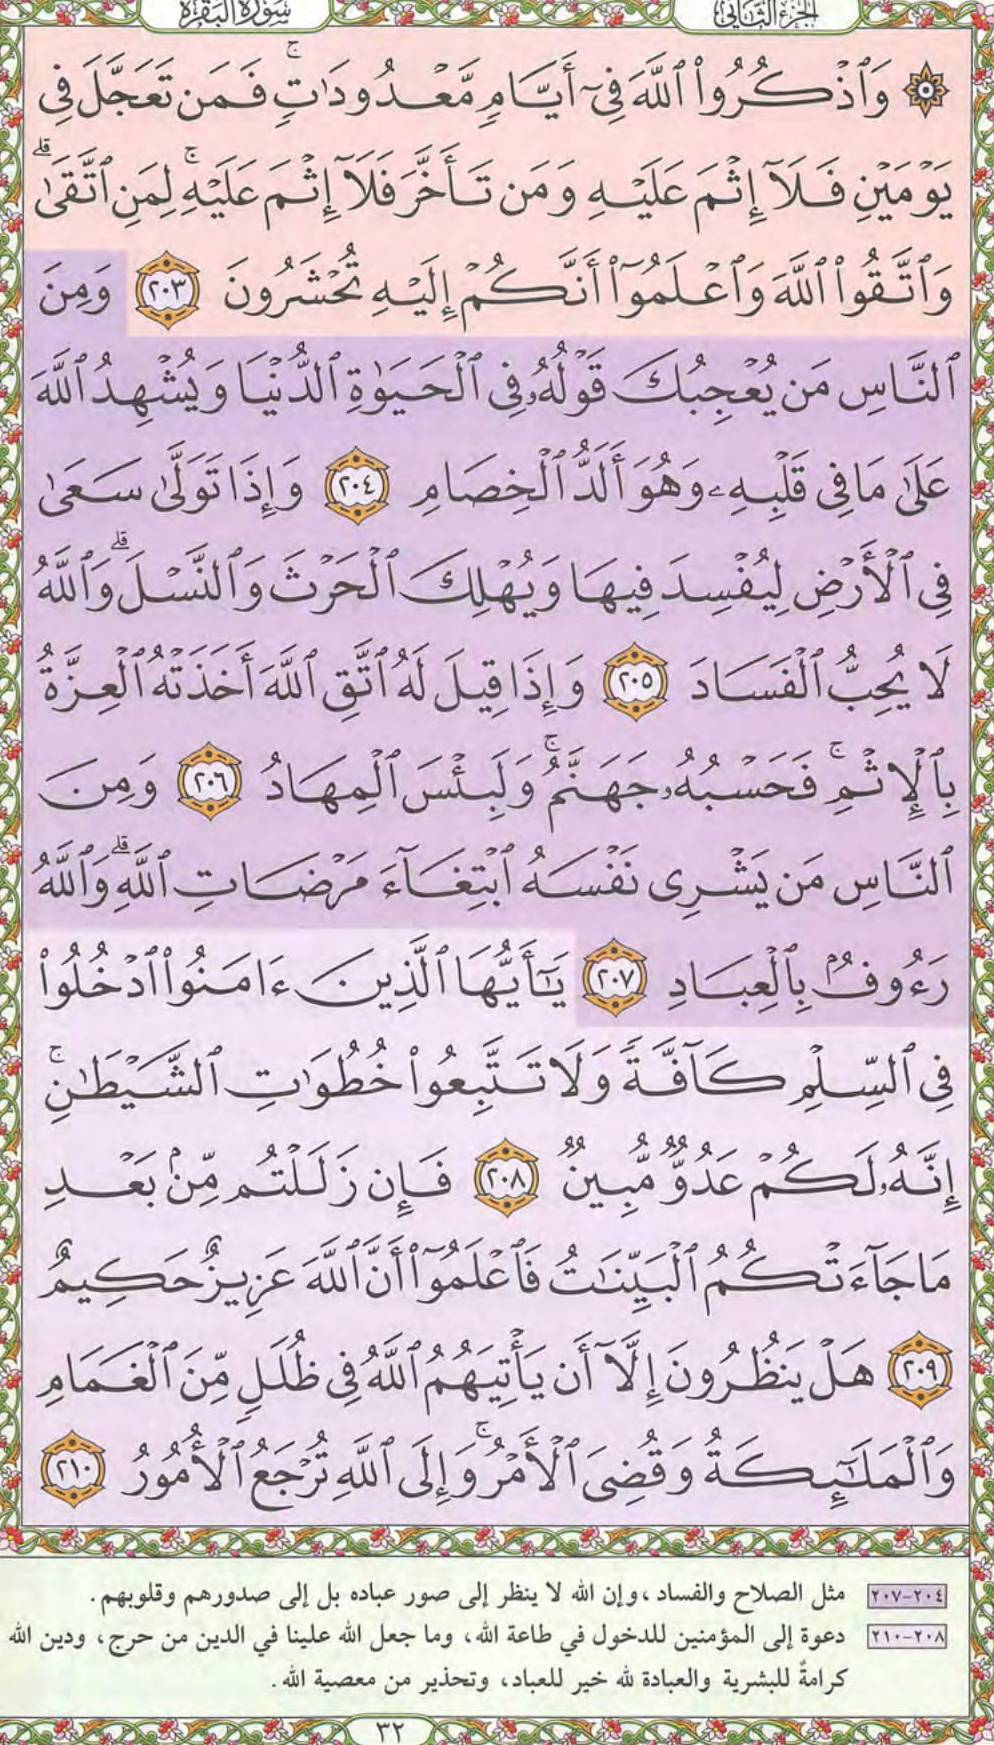 الجزء الثاني سورة البقرة
۞ وَٱذْكُرُوا۟ ٱللَّهَ فِىٓ أَيَّامٍ مَّعْدُودَٰتٍ ۚ فَمَن تَعَجَّلَ فِى
يَوْمَيْنِ فَلَآ إِثْمَ عَلَيْهِ وَمَن تَأَخَّرَ فَلَآ إِثْمَ عَلَيْهِ ۚ لِمَنِ ٱتَّقَىٰ ۗ
وَٱتَّقُوا۟ ٱللَّهَ وَٱعْلَمُوٓا۟ أَنَّكُمْ إِلَيْهِ تُحْشَرُونَ ٢٠٣ وَمِنَ
ٱلنَّاسِ مَن يُعْجِبُكَ قَوْلُهُۥ فِى ٱلْحَيَوٰةِ ٱلدُّنْيَا وَيُشْهِدُ ٱللَّهَ
عَلَىٰ مَا فِى قَلْبِهِۦ وَهُوَ أَلَدُّ ٱلْخِصَامِ ٢٠٤ وَإِذَا تَوَلَّىٰ سَعَىٰ
فِى ٱلْأَرْضِ لِيُفْسِدَ فِيهَا وَيُهْلِكَ ٱلْحَرْثَ وَٱلنَّسْلَ ۗ وَٱللَّهُ
لَا يُحِبُّ ٱلْفَسَادَ ٢٠٥ وَإِذَا قِيلَ لَهُ ٱتَّقِ ٱللَّهَ أَخَذَتْهُ ٱلْعِزَّةُ
بِٱلْإِثْمِ ۚ فَحَسْبُهُۥ جَهَنَّمُ ۚ وَلَبِئْسَ ٱلْمِهَادُ ٢٠٦ وَمِنَ
ٱلنَّاسِ مَن يَشْرِى نَفْسَهُ ٱبْتِغَآءَ مَرْضَاتِ ٱللَّهِ ۗ وَٱللَّهُ
رَءُوفٌۢ بِٱلْعِبَادِ ٢٠٧ يَٰٓأَيُّهَا ٱلَّذِينَ ءَامَنُوا۟ ٱدْخُلُوا۟
فِى ٱلسِّلْمِ كَآفَّةً وَلَا تَتَّبِعُوا۟ خُطُوَٰتِ ٱلشَّيْطَٰنِ ۚ
إِنَّهُۥ لَكُمْ عَدُوٌّ مُّبِينٌ ٢٠٨ فَإِن زَلَلْتُم مِّنۢ بَعْدِ
مَا جَآءَتْكُمُ ٱلْبَيِّنَٰتُ فَٱعْلَمُوٓا۟ أَنَّ ٱللَّهَ عَزِيزٌ حَكِيمٌ
٢٠٩ هَلْ يَنظُرُونَ إِلَّآ أَن يَأْتِيَهُمُ ٱللَّهُ فِى ظُلَلٍ مِّنَ ٱلْغَمَامِ
وَٱلْمَلَٰٓئِكَةُ وَقُضِىَ ٱلْأَمْرُ ۚ وَإِلَى ٱللَّهِ تُرْجَعُ ٱلْأُمُورُ ٢١٠
٢٠٤-٢٠٧ مثل الصلاح والفساد ، وإن الله لا ينظر إلى صور عباده بل إلى صدورهم وقلوبهم .
٢٠٨-٢١٠ دعوة إلى المؤمنين للدخول في طاعة الله، وما جعل الله علينا في الدين من حرج، ودين الله
كرامةٌ للبشرية والعبادة لله خير للعباد، وتحذير من معصية الله .
٣٢